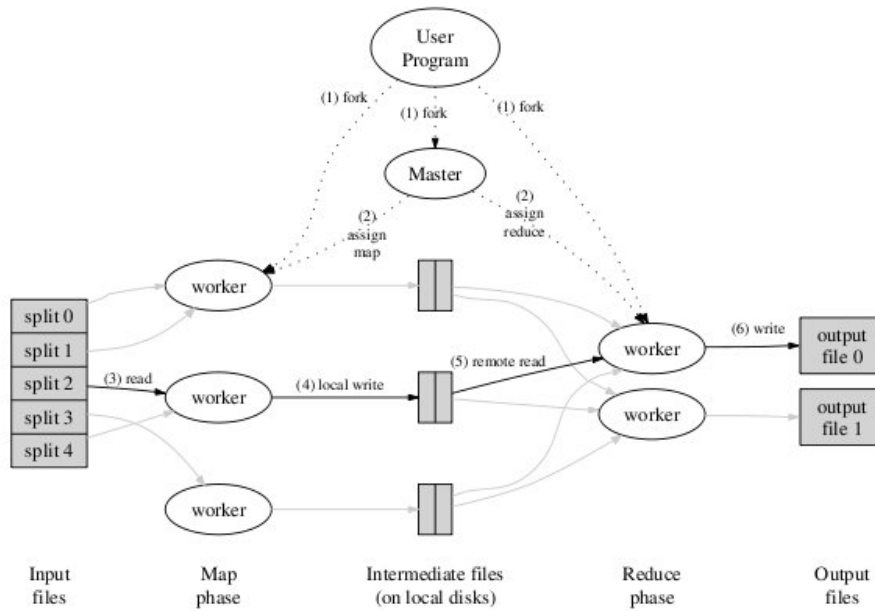 User
Program
(1) fork
(1) fork
(1) fork
Master
(2)
assign
map
(2)
assign
reduce
worker
split 0
split 1
split 2
split 3
split 4
(3) read
worker
(4) local write
(5) remote read
worker
(6) write
output
file 0
worker
output
file 1
worker
Input
files
Map
phase
Intermediate files
(on local disks)
Reduce
phase
Output
files